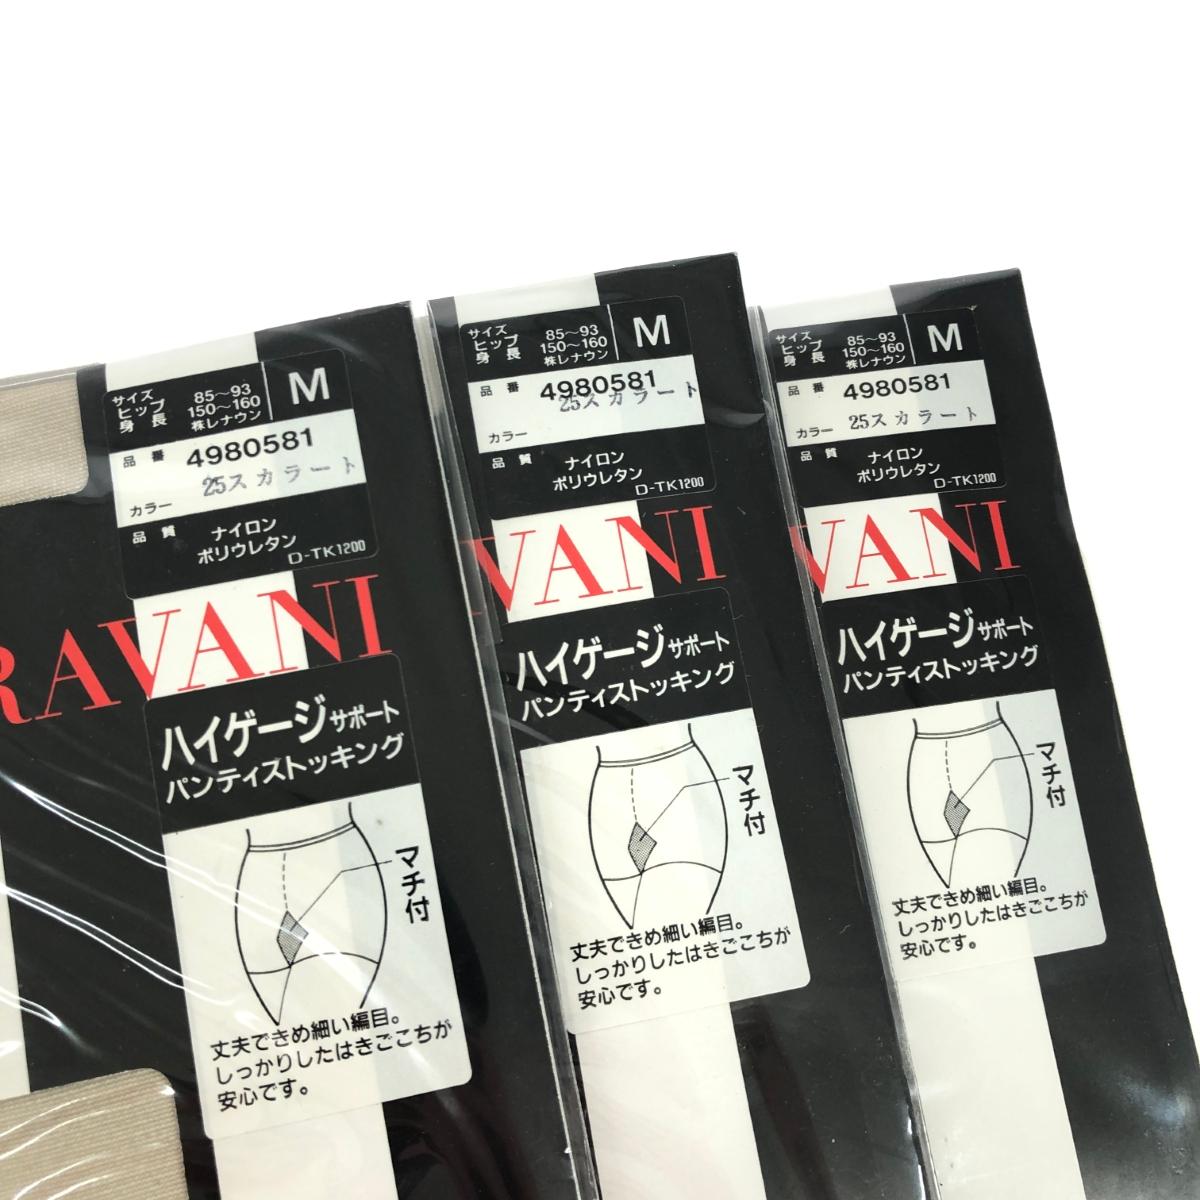 サイズ
ヒップ 85～93
身長 150～160
株レナウン
M
品番 4980581
25スカラート
カラー
品質 ナイロン
ポリウレタン
D-TK1200
RAVANI
ハイゲージサポート
パンティストッキング
マチ付
丈夫できめ細い編目。
しっかりしたはきごこちが
安心です。
サイズ
ヒップ 85～93
身長 150～160
株レナウン
M
品番 4980581
25スカラート
カラー
品質 ナイロン
ポリウレタン
D-TK1200
VANI
ハイゲージサポート
パンティストッキング
マチ付
丈夫できめ細い編目。
しっかりしたはきごこちが
安心です。
サイズ
ヒップ 85～93
身長 150～160
株レナウン
M
品番 4980581
25スカラート
カラー
品質 ナイロン
ポリウレタン
D-TK1200
VANI
ハイゲージサポート
パンティストッキング
マチ付
丈夫できめ細い編目。
しっかりしたはきごこちが
安心です。